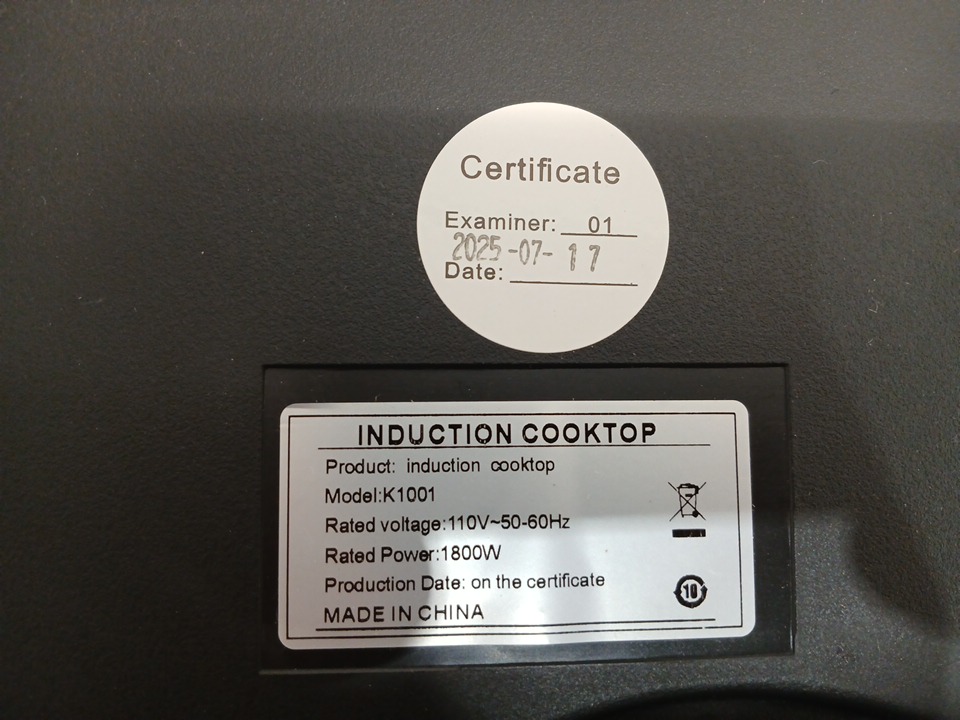 Certificate
Examiner: 01
2025-07-17
Date:
INDUCTION COOKTOP
Product: induction cooktop
Model:K1001
Rated voltage:110V~50-60Hz
Rated Power:1800W
Production Date: on the certificate
10
MADE IN CHINA